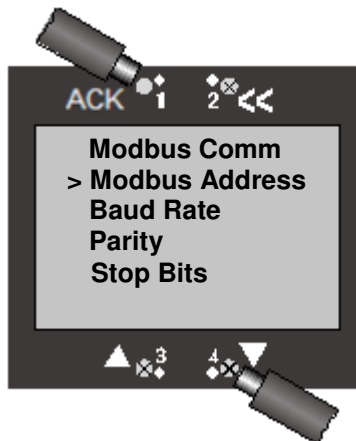 ACK 1 2 <<
Modbus Comm
> Modbus Address
Baud Rate
Parity
Stop Bits
3 4